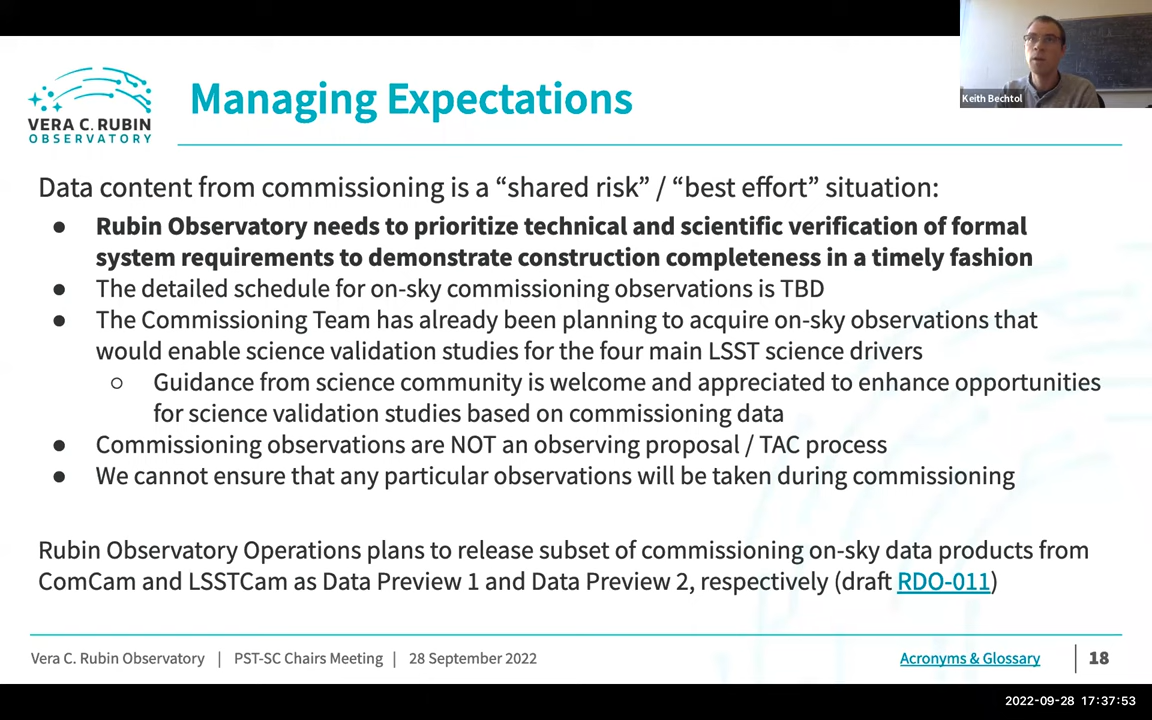 Keith Bechtol
VERA C. RUBIN
OBSERVATORY
Managing Expectations
Data content from commissioning is a “shared risk” / “best effort” situation:
● Rubin Observatory needs to prioritize technical and scientific verification of formal
system requirements to demonstrate construction completeness in a timely fashion
● The detailed schedule for on-sky commissioning observations is TBD
● The Commissioning Team has already been planning to acquire on-sky observations that
would enable science validation studies for the four main LSST science drivers
○ Guidance from science community is welcome and appreciated to enhance opportunities
for science validation studies based on commissioning data
● Commissioning observations are NOT an observing proposal / TAC process
● We cannot ensure that any particular observations will be taken during commissioning
Rubin Observatory Operations plans to release subset of commissioning on-sky data products from
ComCam and LSSTCam as Data Preview 1 and Data Preview 2, respectively (draft RDO-011)
Vera C. Rubin Observatory | PST-SC Chairs Meeting | 28 September 2022 Acronyms & Glossary | 18
2022-09-28 17:37:53